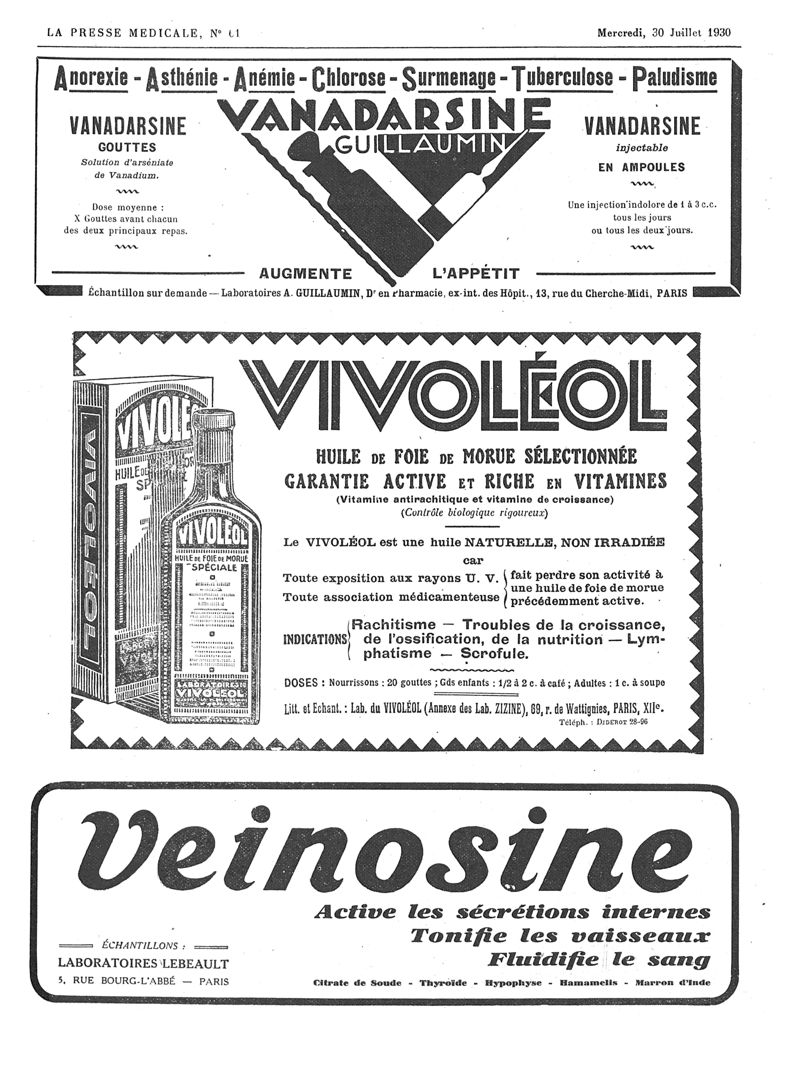 LA PRESSE MEDICALE, N° 61
Mercredi, 30 Juillet 1930
Anorexie - Asthénie - Anémie - Chlorose - Surmenage - Tuberculose - Paludisme
VANADARSINE
GUILLAUMIN
VANADARSINE
GOUTTES
Solution d'arséniate
de Vanadium.
Dose moyenne :
X Gouttes avant chacun
des deux principaux repas.
VANADARSINE
injectable
EN AMPOULES
Une injection indolore de 1 à 3 c.c.
tous les jours
ou tous les deux jours.
AUGMENTE L'APPÉTIT
Échantillon sur demande — Laboratoires A. GUILLAUMIN, Dr en Pharmacie, ex-int. des Hôpit., 13, rue du Cherche-Midi, PARIS
VIVOLÉOL
HUILE DE FOIE DE MORUE SÉLECTIONNÉE
GARANTIE ACTIVE ET RICHE EN VITAMINES
(Vitamine antirachitique et vitamine de croissance)
(Contrôle biologique rigoureux)
Le VIVOLÉOL est une huile NATURELLE, NON IRRADIÉE
car
Toute exposition aux rayons U. V.
Toute association médicamenteuse
fait perdre son activité à
une huile de foie de morue
précédemment active.
INDICATIONS
Rachitisme — Troubles de la croissance,
de l'ossification, de la nutrition — Lym-
phatisme — Scrofule.
DOSES : Nourrissons : 20 gouttes ; Gds enfants : 1/2 à 2 c. à café ; Adultes : 1 c. à soupe
Litt. et Echant. : Lab. du VIVOLÉOL (Annexe des Lab. ZIZINE), 69, r. de Wattignies, PARIS, XIIe.
Téléph. : DIDEROT 28-96
VIVOLÉ
HUILE DE
SP
VIVOLÉOL
VIVOLÉOL
HUILE DE FOIE DE MORUE
SPÉCIALE
LABORATOIRES DU
VIVOLÉOL
Veinosine
Active les sécrétions internes
Tonifie les vaisseaux
Fluidifie le sang
Citrate de Soude - Thyroïde - Hypophyse - Hamamelis - Marron d'Inde
ÉCHANTILLONS :
LABORATOIRES LEBEAULT
5, RUE BOURG-L'ABBÉ — PARIS